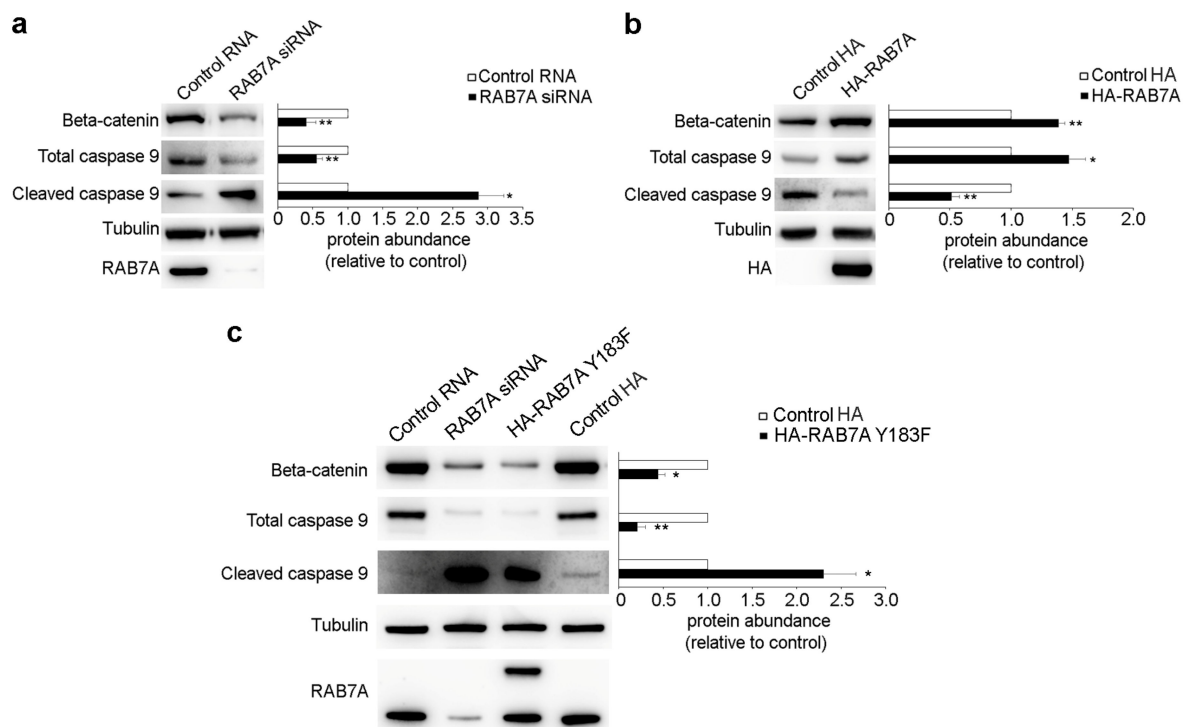 a
Control RNA
RAB7A siRNA
Control RNA
RAB7A siRNA
Beta-catenin
**
Total caspase 9
**
Cleaved caspase 9
*
0 0.5 1.0 1.5 2.0 2.5 3.0 3.5
Tubulin
protein abundance
(relative to control)
RAB7A
b
Control HA
HA-RAB7A
Control HA
HA-RAB7A
Beta-catenin
**
Total caspase 9
*
Cleaved caspase 9
**
0 0.5 1.0 1.5 2.0
Tubulin
protein abundance
(relative to control)
HA
c
Control RNA
RAB7A siRNA
HA-RAB7A Y183F
Control HA
Control HA
HA-RAB7A Y183F
Beta-catenin
*
Total caspase 9
**
Cleaved caspase 9
*
0 0.4 1.0 1.5 2.0 2.5 3.0
Tubulin
protein abundance
(relative to control)
RAB7A